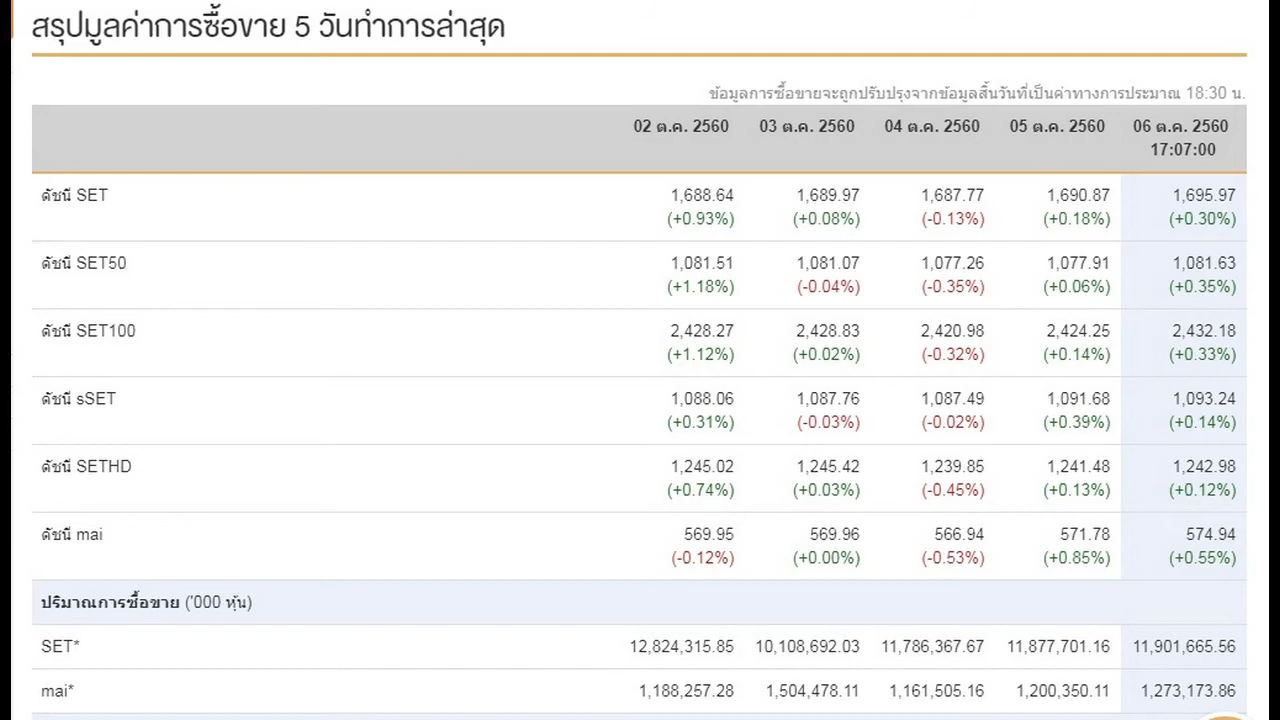 สรุปมูลค่าการซื้อขาย 5 วันทำการล่าสุด
ข้อมูลการซื้อขายจะถูกปรับปรุงจากข้อมูลสิ้นวันที่เป็นค่าทางการประมาณ 18:30 น.
02 ต.ค. 2560 03 ต.ค. 2560 04 ต.ค. 2560 05 ต.ค. 2560 06 ต.ค. 2560
17:07:00
ดัชนี SET 1,688.64 1,689.97 1,687.77 1,690.87 1,695.97
(+0.93%) (+0.08%) (-0.13%) (+0.18%) (+0.30%)
ดัชนี SET50 1,081.51 1,081.07 1,077.26 1,077.91 1,081.63
(+1.18%) (-0.04%) (-0.35%) (+0.06%) (+0.35%)
ดัชนี SET100 2,428.27 2,428.83 2,420.98 2,424.25 2,432.18
(+1.12%) (+0.02%) (-0.32%) (+0.14%) (+0.33%)
ดัชนี sSET 1,088.06 1,087.76 1,087.49 1,091.68 1,093.24
(+0.31%) (-0.03%) (-0.02%) (+0.39%) (+0.14%)
ดัชนี SETHD 1,245.02 1,245.42 1,239.85 1,241.48 1,242.98
(+0.74%) (+0.03%) (-0.45%) (+0.13%) (+0.12%)
ดัชนี mai 569.95 569.96 566.94 571.78 574.94
(-0.12%) (+0.00%) (-0.53%) (+0.85%) (+0.55%)
ปริมาณการซื้อขาย ('000 หุ้น)
SET* 12,824,315.85 10,108,692.03 11,786,367.67 11,877,701.16 11,901,665.56
mai* 1,188,257.28 1,504,478.11 1,161,505.16 1,200,350.11 1,273,173.86